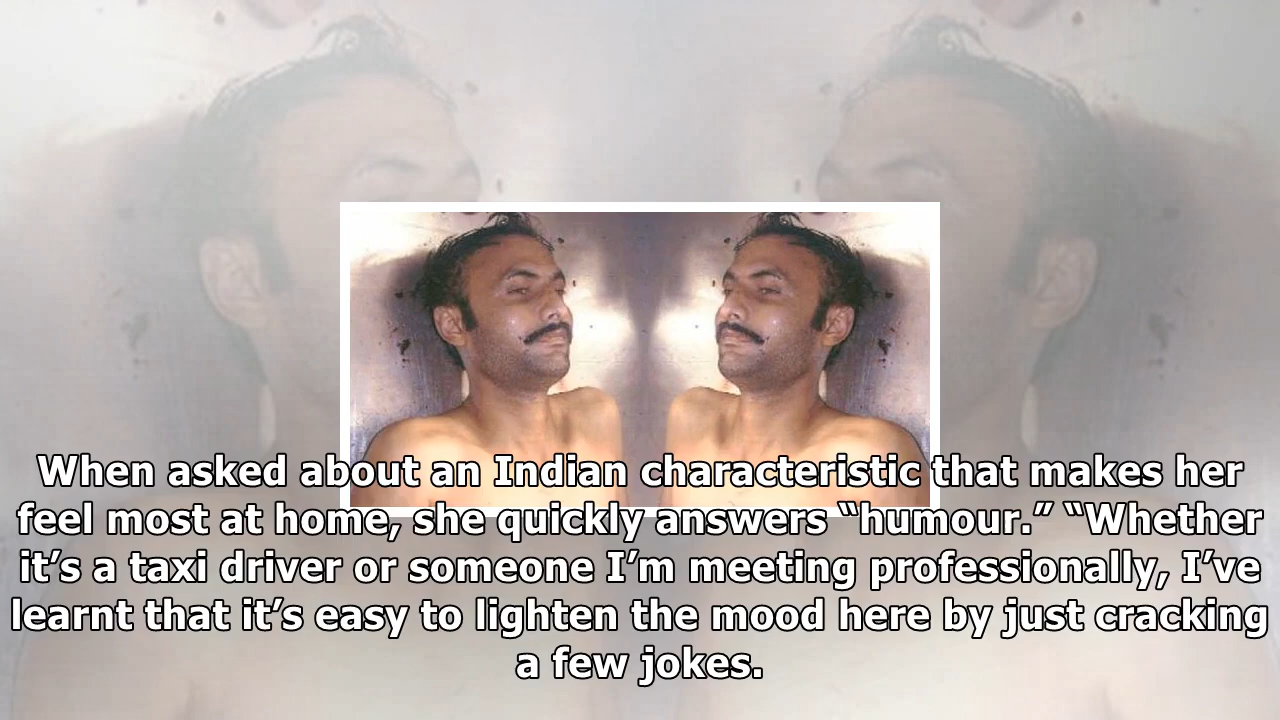 When asked about an Indian characteristic that makes her
feel most at home, she quickly answers “humour.” “Whether
it’s a taxi driver or someone I’m meeting professionally, I’ve
learnt that it’s easy to lighten the mood here by just cracking
a few jokes.